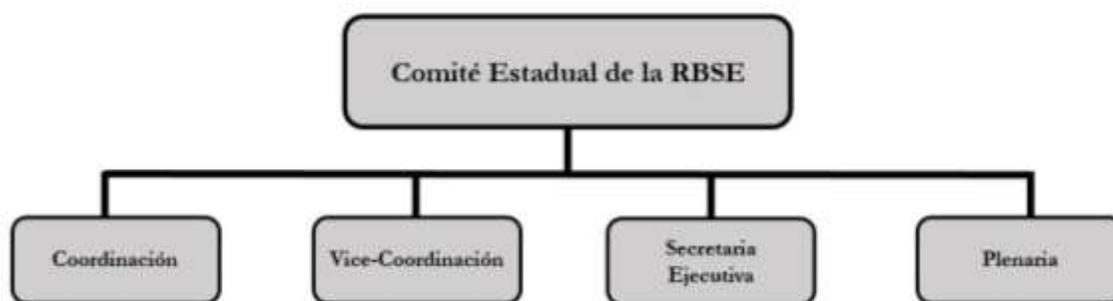 Comité Estadual de la RBSE
Coordinación
Vice-Coordinación
Secretaria
Ejecutiva
Plenaria